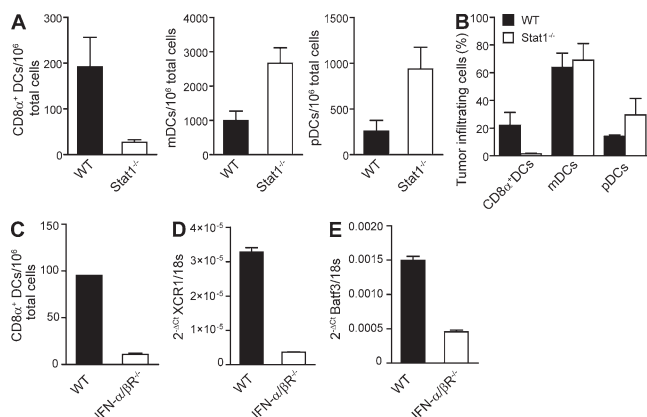 A
CD8α⁺ DCs/10⁶
total cells
300
200
100
0
WT
Stat1⁻/⁻
mDCs/10⁶ total cells
6000
4000
2000
0
WT
Stat1⁻/⁻
pDCs/10⁶ total cells
1500
1000
500
0
WT
Stat1⁻/⁻
B
WT
Stat1⁻/⁻
Tumor infiltrating cells (%)
100
80
60
40
20
0
CD8α⁺DCs
mDCs
pDCs
C
CD8α⁺ DCs/10⁶
total cells
150
100
50
0
WT
IFN-α/βR⁻/⁻
D
2⁻ΔCt XCR1/18s
4×10⁻⁵
3×10⁻⁵
2×10⁻⁵
1×10⁻⁵
0
WT
IFN-α/βR⁻/⁻
E
2⁻ΔCt Batf3/18s
0.0020
0.0015
0.0010
0.0005
0
WT
IFN-α/βR⁻/⁻